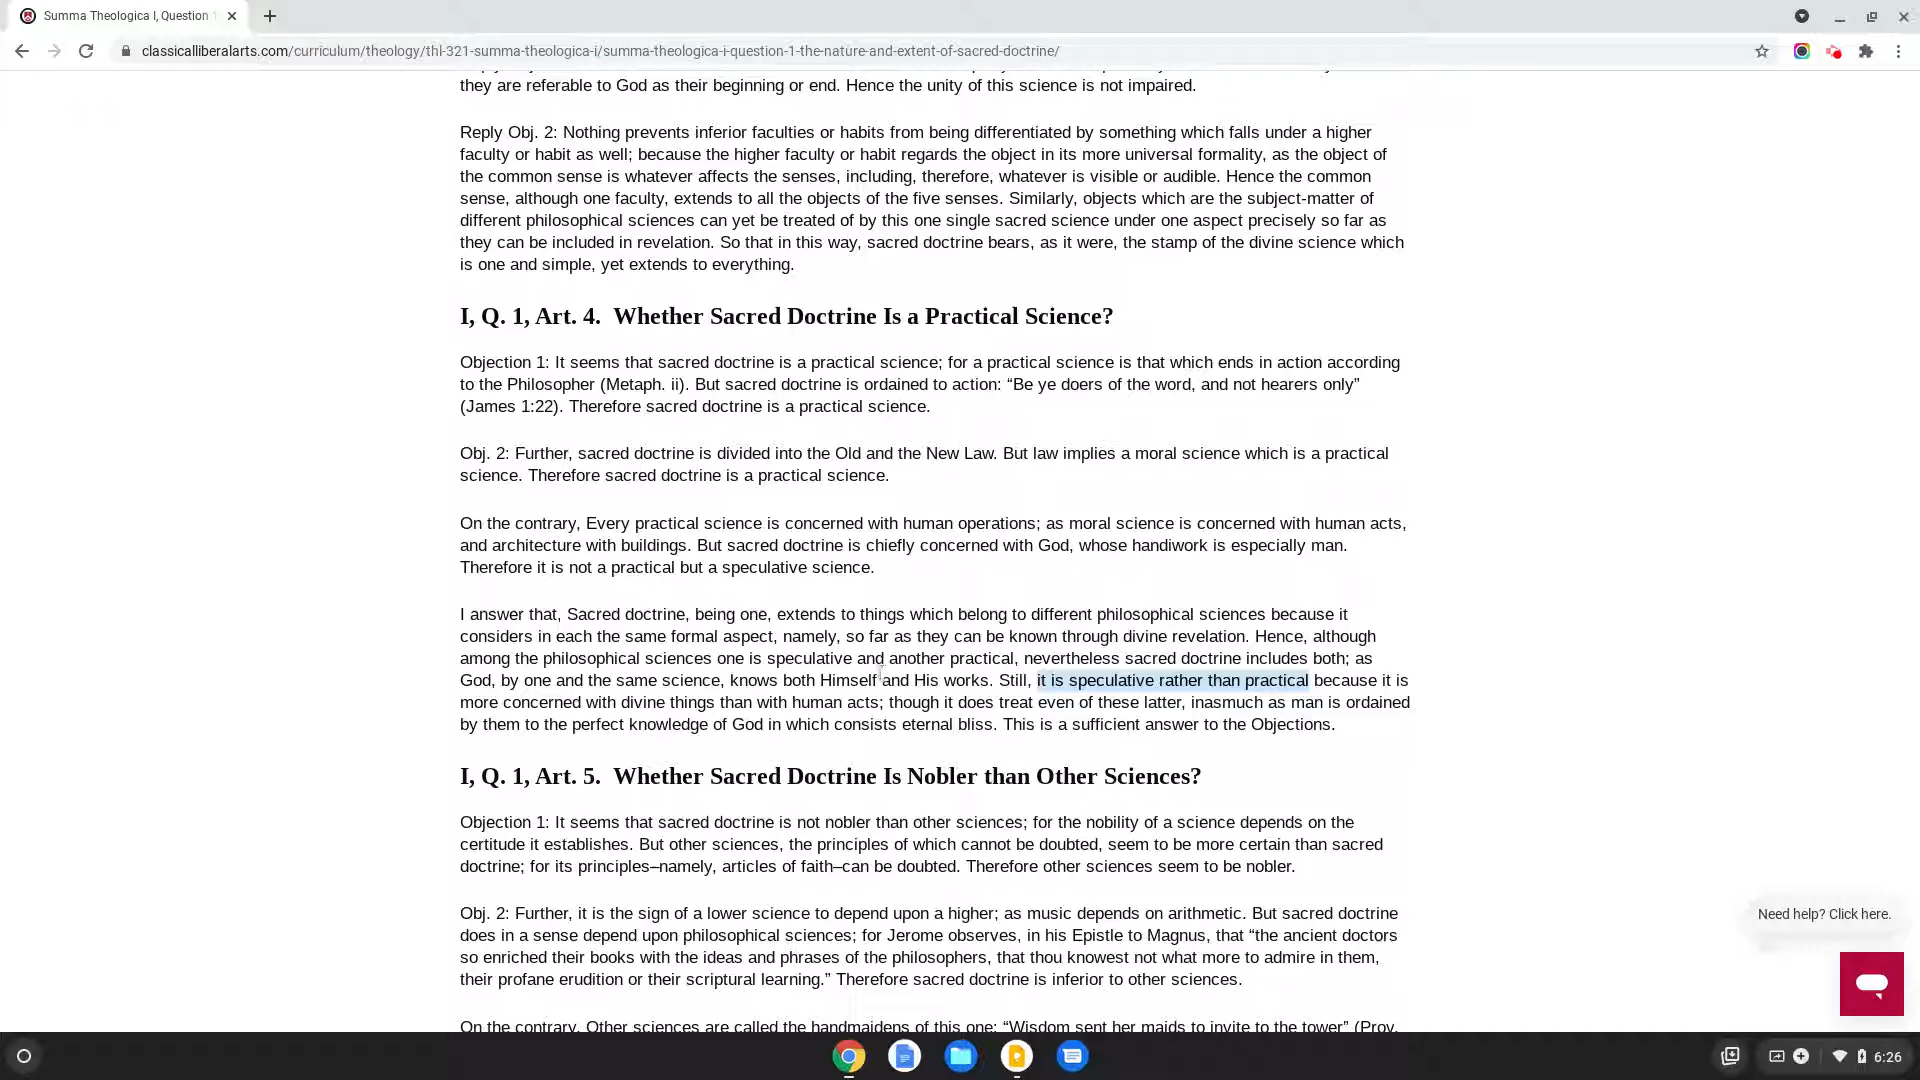 Summa Theologica I, Question 1
classicalliberalarts.com/curriculum/theology/thl-321-summa-theologica-i/summa-theologica-i-question-1-the-nature-and-extent-of-sacred-doctrine/
they are referable to God as their beginning or end. Hence the unity of this science is not impaired.
Reply Obj. 2: Nothing prevents inferior faculties or habits from being differentiated by something which falls under a higher
faculty or habit as well; because the higher faculty or habit regards the object in its more universal formality, as the object of
the common sense is whatever affects the senses, including, therefore, whatever is visible or audible. Hence the common
sense, although one faculty, extends to all the objects of the five senses. Similarly, objects which are the subject-matter of
different philosophical sciences can yet be treated of by this one single sacred science under one aspect precisely so far as
they can be included in revelation. So that in this way, sacred doctrine bears, as it were, the stamp of the divine science which
is one and simple, yet extends to everything.
I, Q. 1, Art. 4.  Whether Sacred Doctrine Is a Practical Science?
Objection 1: It seems that sacred doctrine is a practical science; for a practical science is that which ends in action according
to the Philosopher (Metaph. ii). But sacred doctrine is ordained to action: “Be ye doers of the word, and not hearers only”
(James 1:22). Therefore sacred doctrine is a practical science.
Obj. 2: Further, sacred doctrine is divided into the Old and the New Law. But law implies a moral science which is a practical
science. Therefore sacred doctrine is a practical science.
On the contrary, Every practical science is concerned with human operations; as moral science is concerned with human acts,
and architecture with buildings. But sacred doctrine is chiefly concerned with God, whose handiwork is especially man.
Therefore it is not a practical but a speculative science.
I answer that, Sacred doctrine, being one, extends to things which belong to different philosophical sciences because it
considers in each the same formal aspect, namely, so far as they can be known through divine revelation. Hence, although
among the philosophical sciences one is speculative and another practical, nevertheless sacred doctrine includes both; as
God, by one and the same science, knows both Himself and His works. Still, it is speculative rather than practical because it is
more concerned with divine things than with human acts; though it does treat even of these latter, inasmuch as man is ordained
by them to the perfect knowledge of God in which consists eternal bliss. This is a sufficient answer to the Objections.
I, Q. 1, Art. 5.  Whether Sacred Doctrine Is Nobler than Other Sciences?
Objection 1: It seems that sacred doctrine is not nobler than other sciences; for the nobility of a science depends on the
certitude it establishes. But other sciences, the principles of which cannot be doubted, seem to be more certain than sacred
doctrine; for its principles–namely, articles of faith–can be doubted. Therefore other sciences seem to be nobler.
Obj. 2: Further, it is the sign of a lower science to depend upon a higher; as music depends on arithmetic. But sacred doctrine
does in a sense depend upon philosophical sciences; for Jerome observes, in his Epistle to Magnus, that “the ancient doctors
so enriched their books with the ideas and phrases of the philosophers, that thou knowest not what more to admire in them,
their profane erudition or their scriptural learning.” Therefore sacred doctrine is inferior to other sciences.
On the contrary, Other sciences are called the handmaidens of this one: “Wisdom sent her maids to invite to the tower” (Prov.
Need help? Click here.
6:26